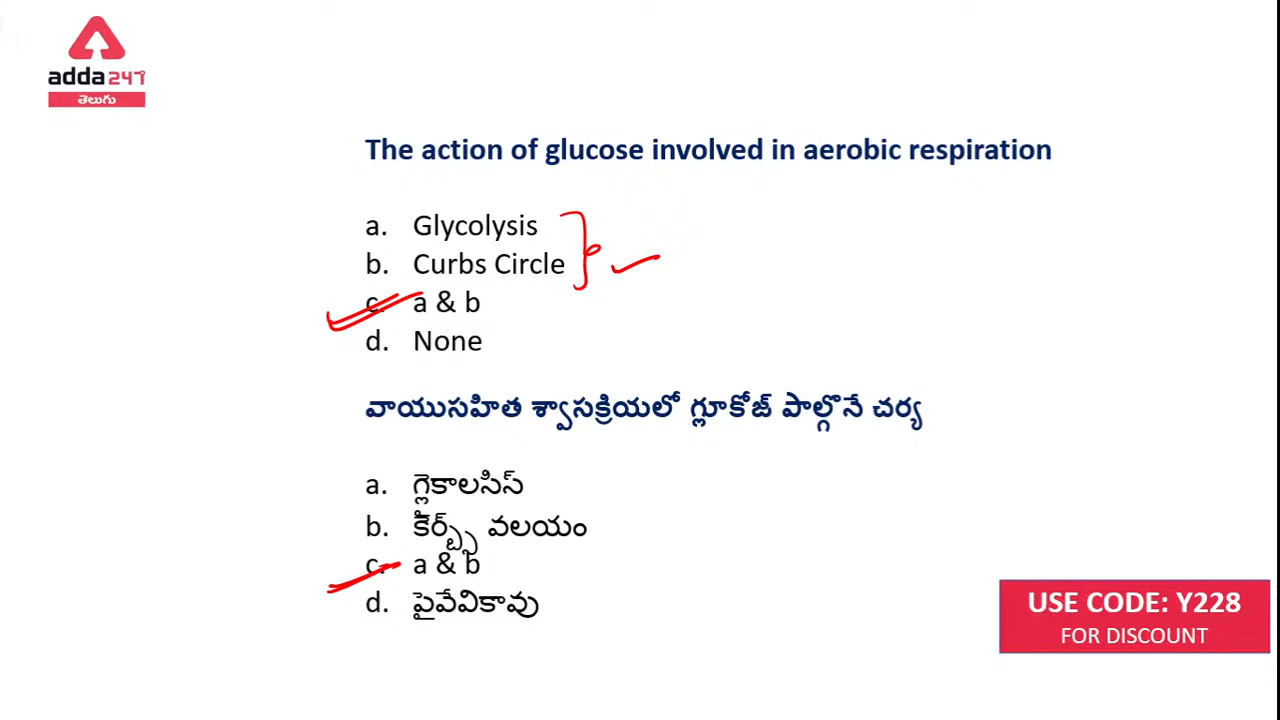 adda247
తెలుగు
The action of glucose involved in aerobic respiration
a. Glycolysis
b. Curbs Circle
c. a & b
d. None
వాయుసహిత శ్వాసక్రియలో గ్లూకోజ్ పాల్గొనే చర్య
a. గ్లైకాలసిస్
b. కెర్బ్స్ వలయం
c. a & b
d. పైవేవికావు
USE CODE: Y228
FOR DISCOUNT